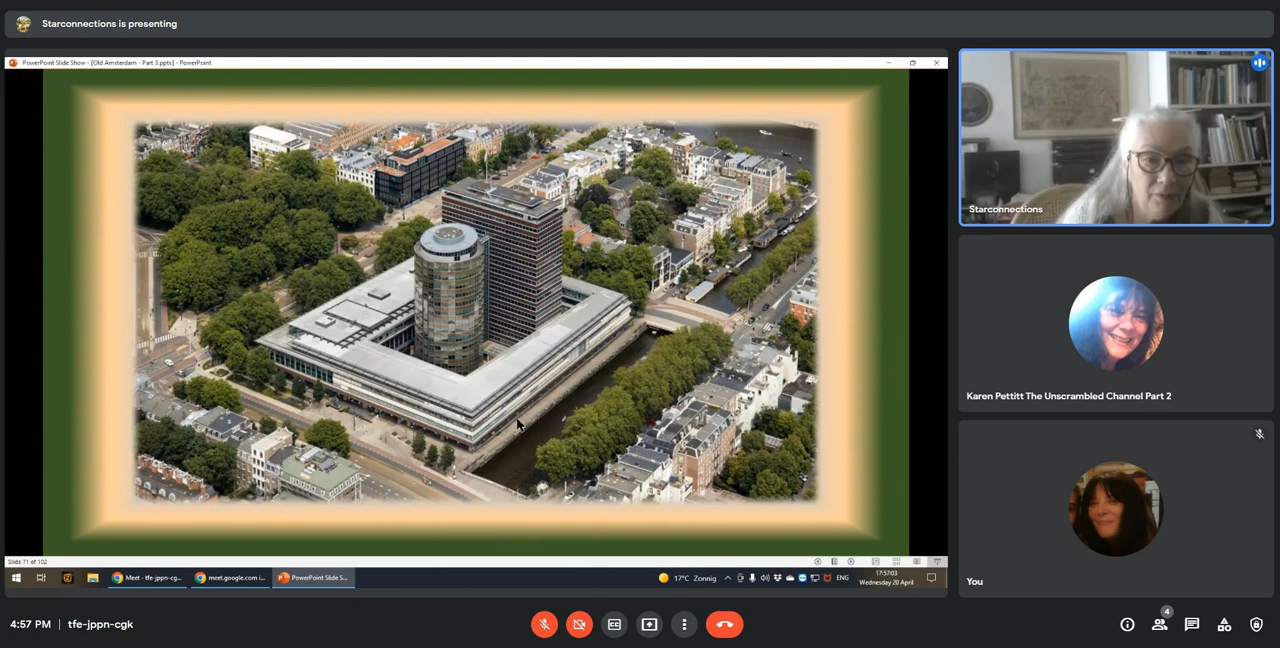 Starconnections is presenting
PowerPoint Slide Show - [Old Amsterdam - Part 3.pptx] - PowerPoint
Starconnections
Karen Pettitt The Unscrambled Channel Part 2
You
Slide 71 of 102
Meet - tfe-jppn-cg...
meet.google.com i...
PowerPoint Slide S...
17°C Zonnig
ENG
17:57:03
Wednesday 20 April
4:57 PM | tfe-jppn-cgk
4